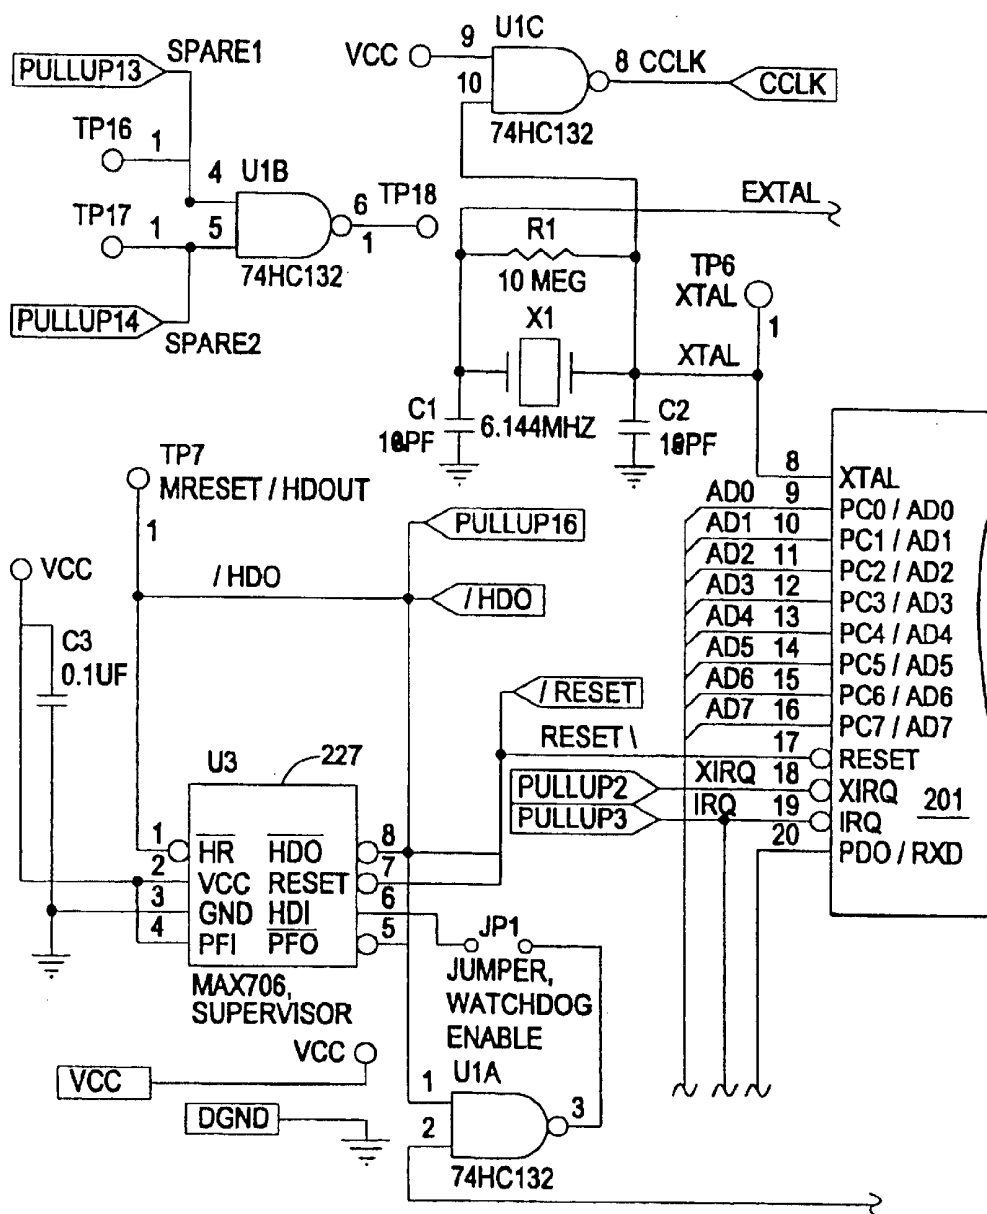 U1C
SPARE1
VCC
9
PULLUP13
8 CCLK
CCLK
10
TP16
74HC132
1
4
U1B
TP18
EXTAL
6
TP17
1
5
1
R1
TP6
74HC132
10 MEG
XTAL
PULLUP14
X1
1
SPARE2
XTAL
C1
C2
6.144MHZ
TP7
8
XTAL
MRESET / HDOUT
AD0
9
PC0 / AD0
PULLUP16
1
AD1
10
PC1 / AD1
VCC
/ HDO
AD2
11
PC2 / AD2
/ HDO
AD3
12
PC3 / AD3
C3
AD4
13
PC4 / AD4
0.1UF
AD5
14
PC5 / AD5
/ RESET
AD6
15
PC6 / AD6
AD7
16
PC7 / AD7
RESET \
17
RESET
U3
227
PULLUP2
XIRQ
18
XIRQ
PULLUP3
IRQ
19
IRQ
201
20
PDO / RXD
1
HR
HDO
8
2
VCC
RESET
7
3
GND
HDI
6
4
PFI
PFO
5
JP1
MAX706,
SUPERVISOR
JUMPER,
WATCHDOG
ENABLE
VCC
VCC
U1A
1
DGND
3
2
74HC132